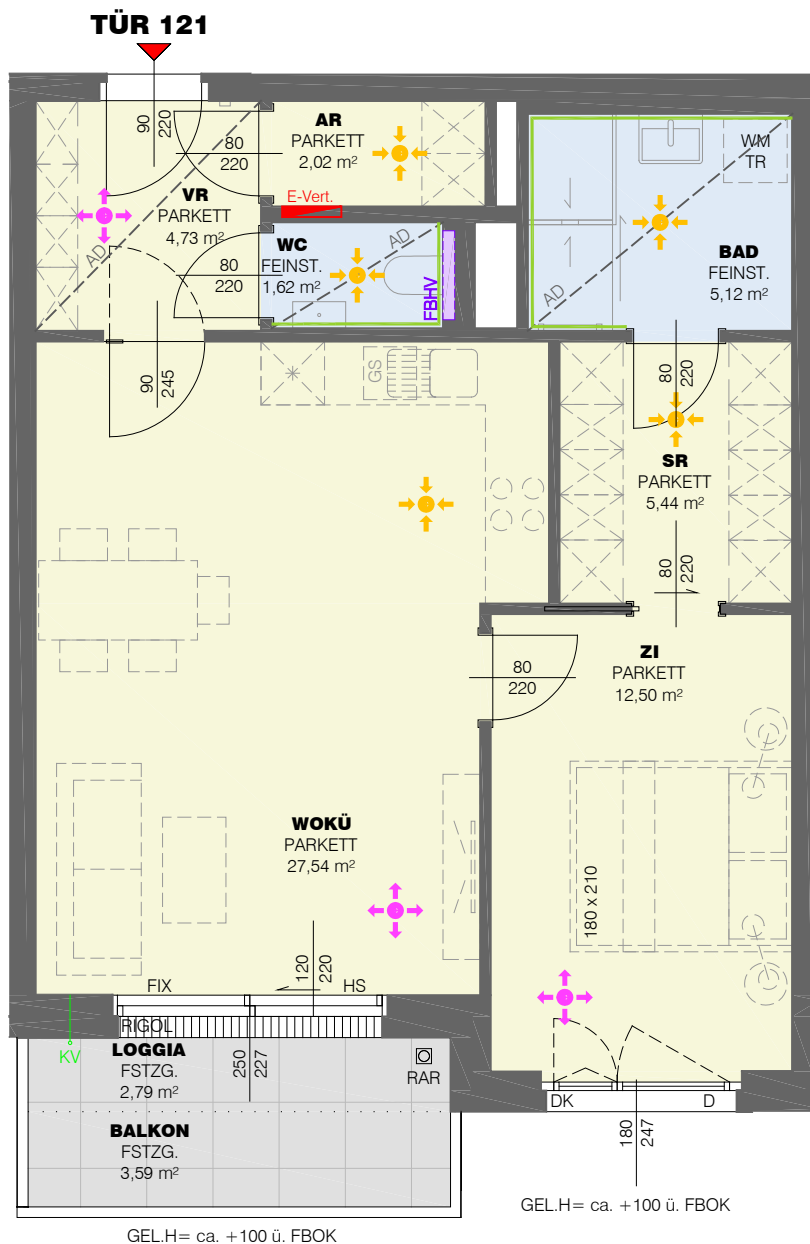 TÜR 121
90
220
80
220
AR
PARKETT
2,02 m²
WM
TR
E-Vert.
VR
PARKETT
4,73 m²
AD
80
220
WC
FEINST.
1,62 m²
AD
FBHV
BAD
FEINST.
5,12 m²
AD
90
245
GS
80
220
SR
PARKETT
5,44 m²
80
220
80
220
ZI
PARKETT
12,50 m²
WOKÜ
PARKETT
27,54 m²
180 x 210
120
220
FIX
HS
RIGOL
KV
LOGGIA
FSTZG.
2,79 m²
250
227
RAR
BALKON
FSTZG.
3,59 m²
DK
D
180
247
GEL.H= ca. +100 ü. FBOK
GEL.H= ca. +100 ü. FBOK